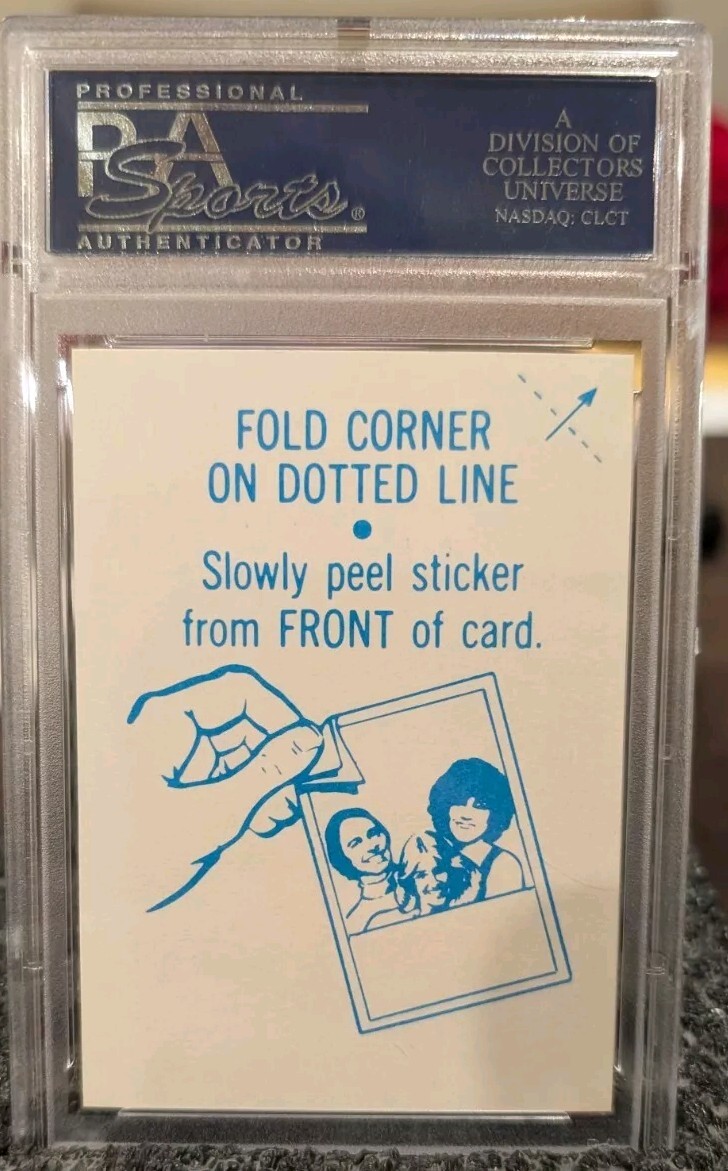 PROFESSIONAL
PSA
Sports®
AUTHENTICATOR
A
DIVISION OF
COLLECTORS
UNIVERSE
NASDAQ: CLCT
FOLD CORNER
ON DOTTED LINE
•
Slowly peel sticker
from FRONT of card.